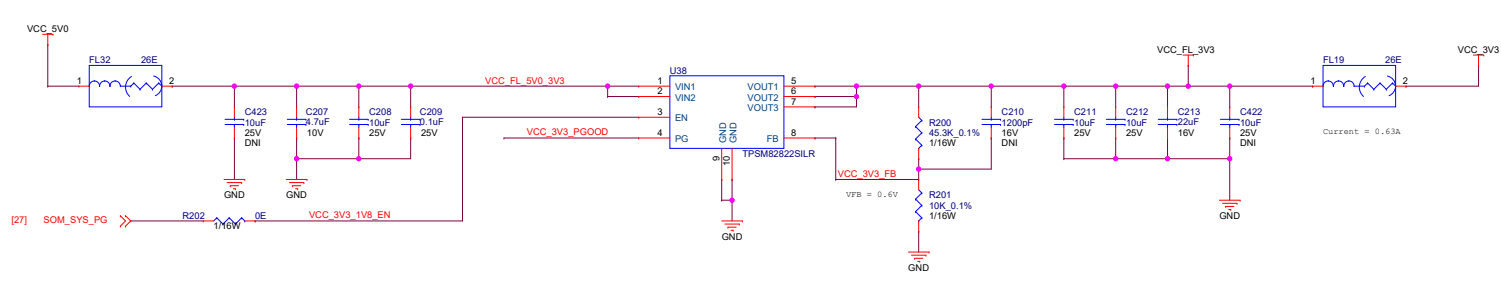 VCC_5V0
FL32 26E
1 2
VCC_FL_5V0_3V3
C423
10uF
25V
DNI
C207
4.7uF
10V
C208
10uF
25V
C209
0.1uF
25V
GND
GND
U38
1 VIN1 VOUT1 5
2 VIN2 VOUT2 6
VOUT3 7
3 EN
4 PG FB 8
GND
GND
9
10
TPSM82822SILR
VCC_3V3_PGOOD
GND
[27] SOM_SYS_PG
R202 0E
1/16W
VCC_3V3_1V8_EN
VCC_3V3_FB
VFB = 0.6V
R200
45.3K_0.1%
1/16W
R201
10K_0.1%
1/16W
GND
C210
1200pF
16V
DNI
C211
10uF
25V
C212
10uF
25V
C213
22uF
16V
C422
10uF
25V
DNI
GND
VCC_FL_3V3
FL19 26E
1 2
Current = 0.63A
VCC_3V3